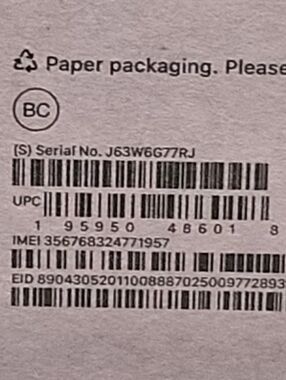 Paper packaging. Please
BC
(S) Serial No. J63W6G77RJ
UPC
1 95950 48601 8
IMEI 356768324771957
EID 89043052011008887025009772893